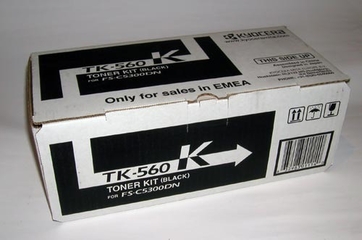 TK-560 K
TONER KIT (BLACK)
for FS-C5300DN
Only for sales in EMEA
KYOCERA
THIS SIDE UP
TK-560 K
TONER KIT (BLACK)
for FS-C5300DN